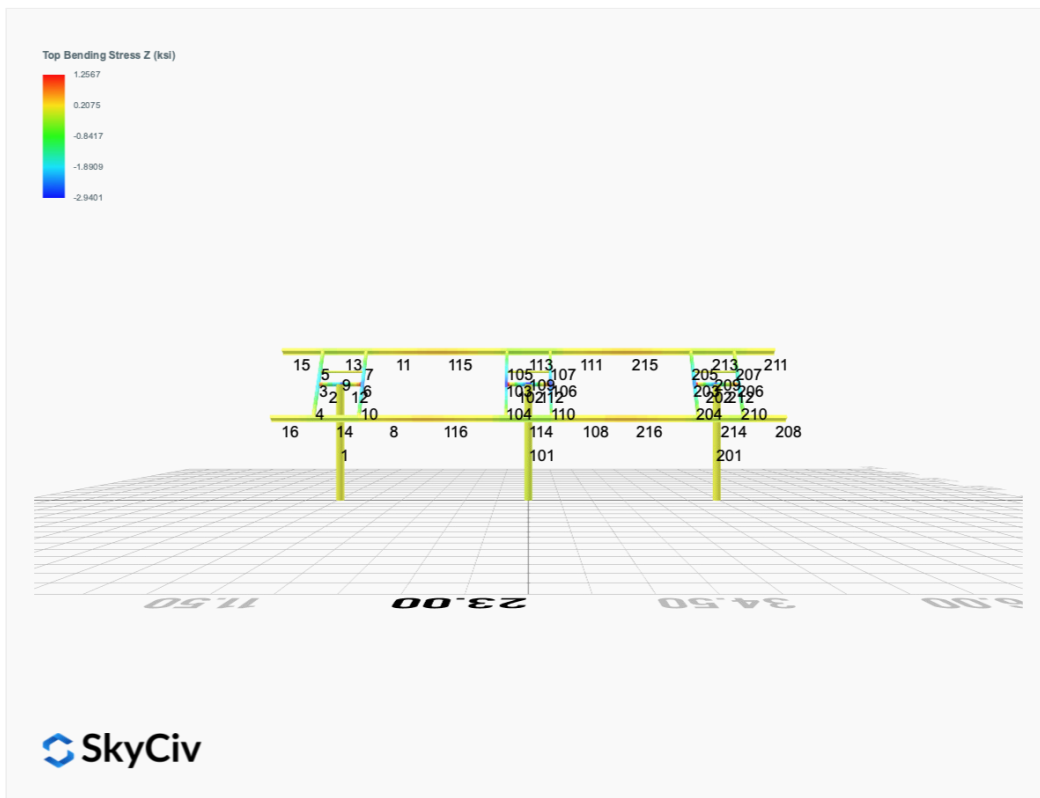 Top Bending Stress Z (ksi)
1.2567
0.2075
-0.8417
-1.8909
-2.9401
15 13 11 115 113 111 215 213 211
5 7 105 107 205 207
9 109 209
3 6 103 106 203 206
2 12 102 112 202 212
4 10 104 110 204 210
16 14 8 116 114 108 216 214 208
1 101 201
11.50 23.00 34.50
SkyCiv